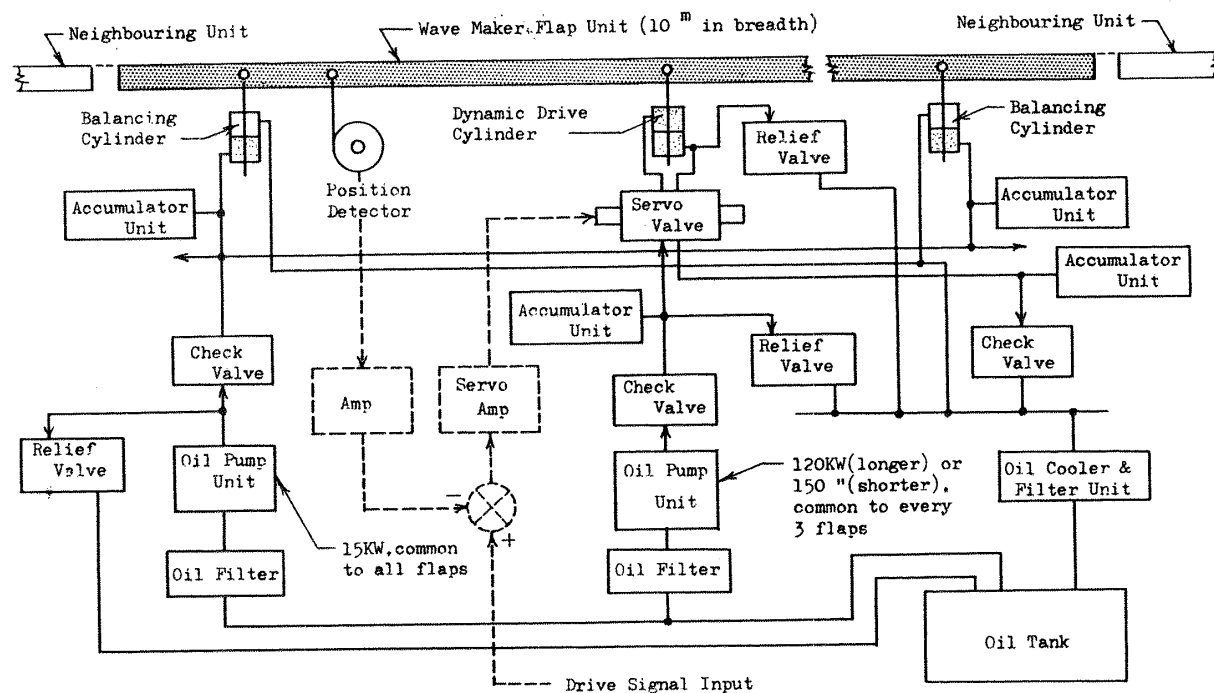 Neighbouring Unit
Wave Maker Flap Unit (10 m in breadth)
Neighbouring Unit
Balancing
Cylinder
Position
Detector
Dynamic Drive
Cylinder
Relief
Valve
Balancing
Cylinder
Accumulator
Unit
Servo
Valve
Accumulator
Unit
Accumulator
Unit
Accumulator
Unit
Check
Valve
Relief
Valve
Check
Valve
Amp
Servo
Amp
Check
Valve
Relief
Valve
Oil Pump
Unit
Oil Pump
Unit
120KW(longer) or
150 "(shorter),
common to every
3 flaps
Oil Cooler &
Filter Unit
−
+
15KW,common
to all flaps
Oil Filter
Oil Filter
Oil Tank
Drive Signal Input